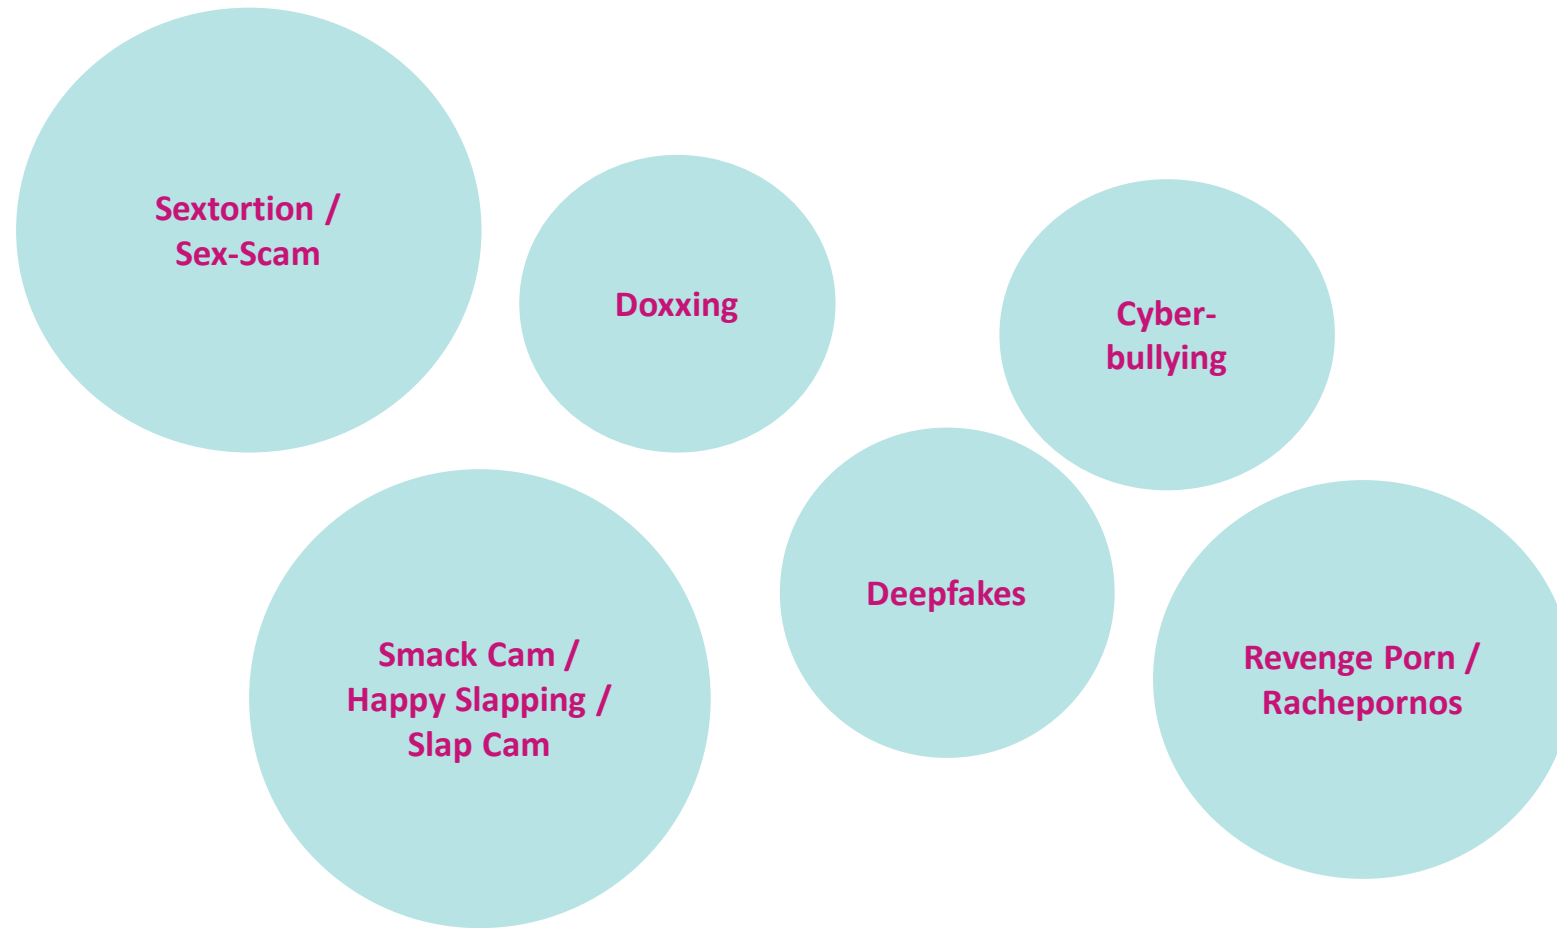 Sextortion /
Sex-Scam
Doxxing
Cyber-
bullying
Deepfakes
Smack Cam /
Happy Slapping /
Slap Cam
Revenge Porn /
Rachepornos